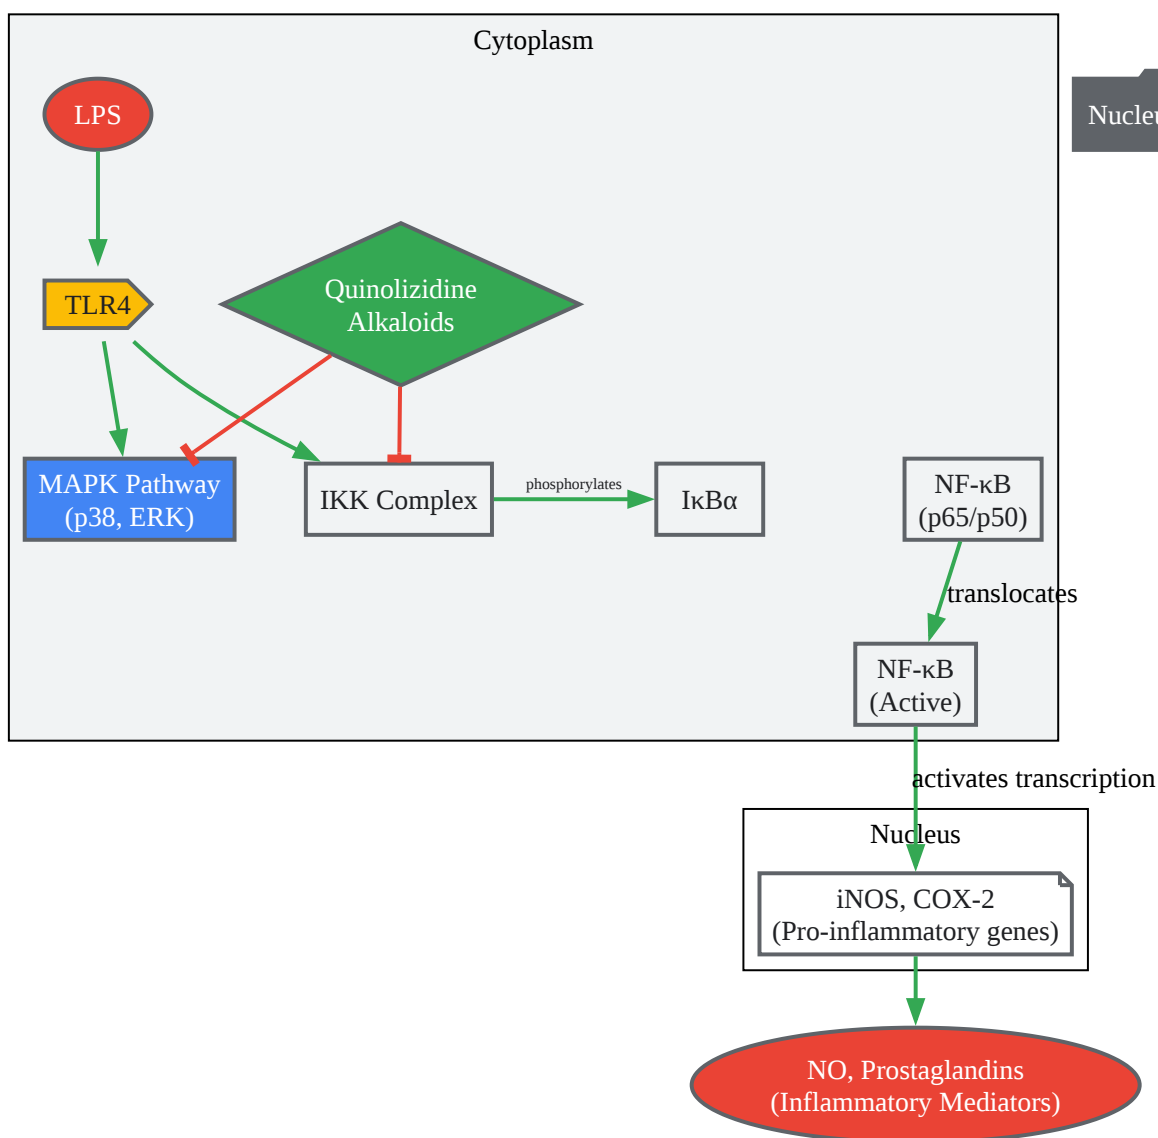 Cytoplasm
LPS
Nucleu
TLR4
Quinolizidine
Alkaloids
MAPK Pathway
(p38, ERK)
IKK Complex
phosphorylates
IκBα
NF-κB
(p65/p50)
translocates
NF-κB
(Active)
activates transcription
Nucleus
iNOS, COX-2
(Pro-inflammatory genes)
NO, Prostaglandins
(Inflammatory Mediators)